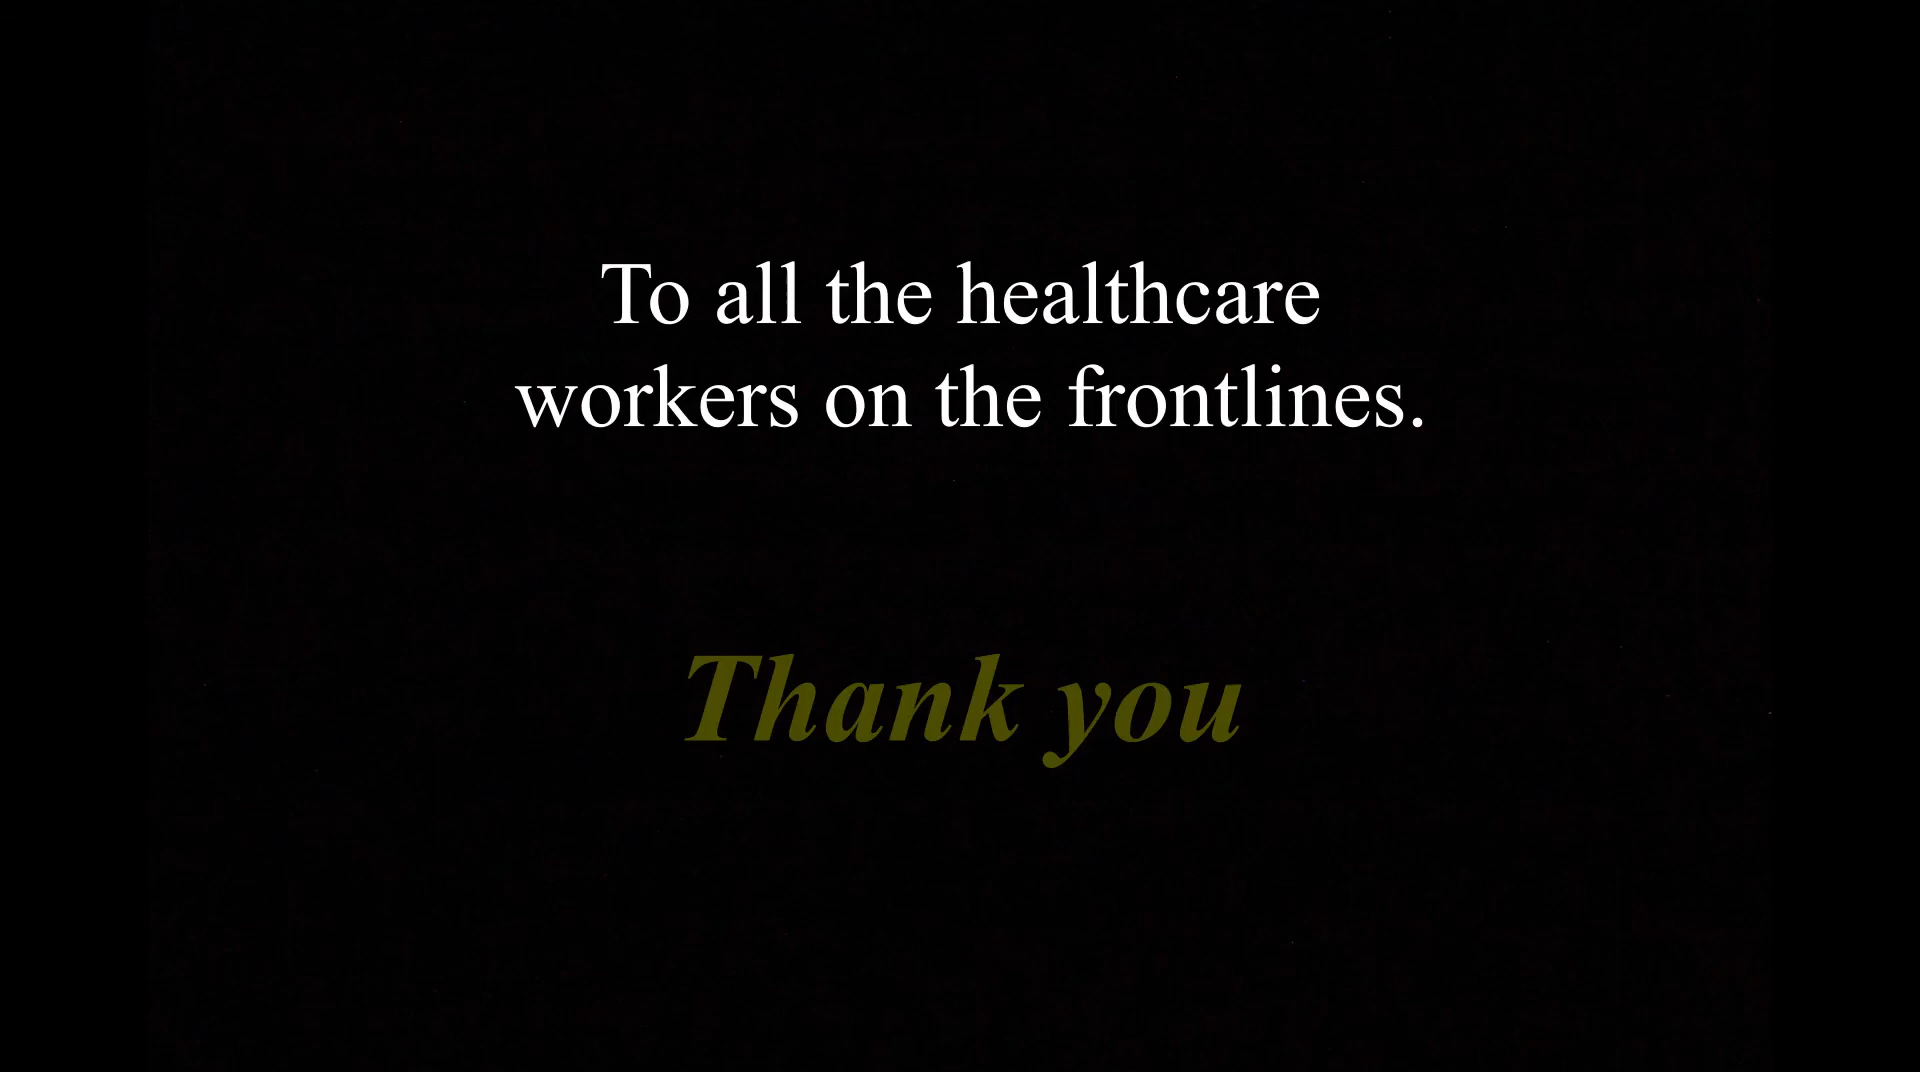 To all the healthcare
workers on the frontlines.
Thank you